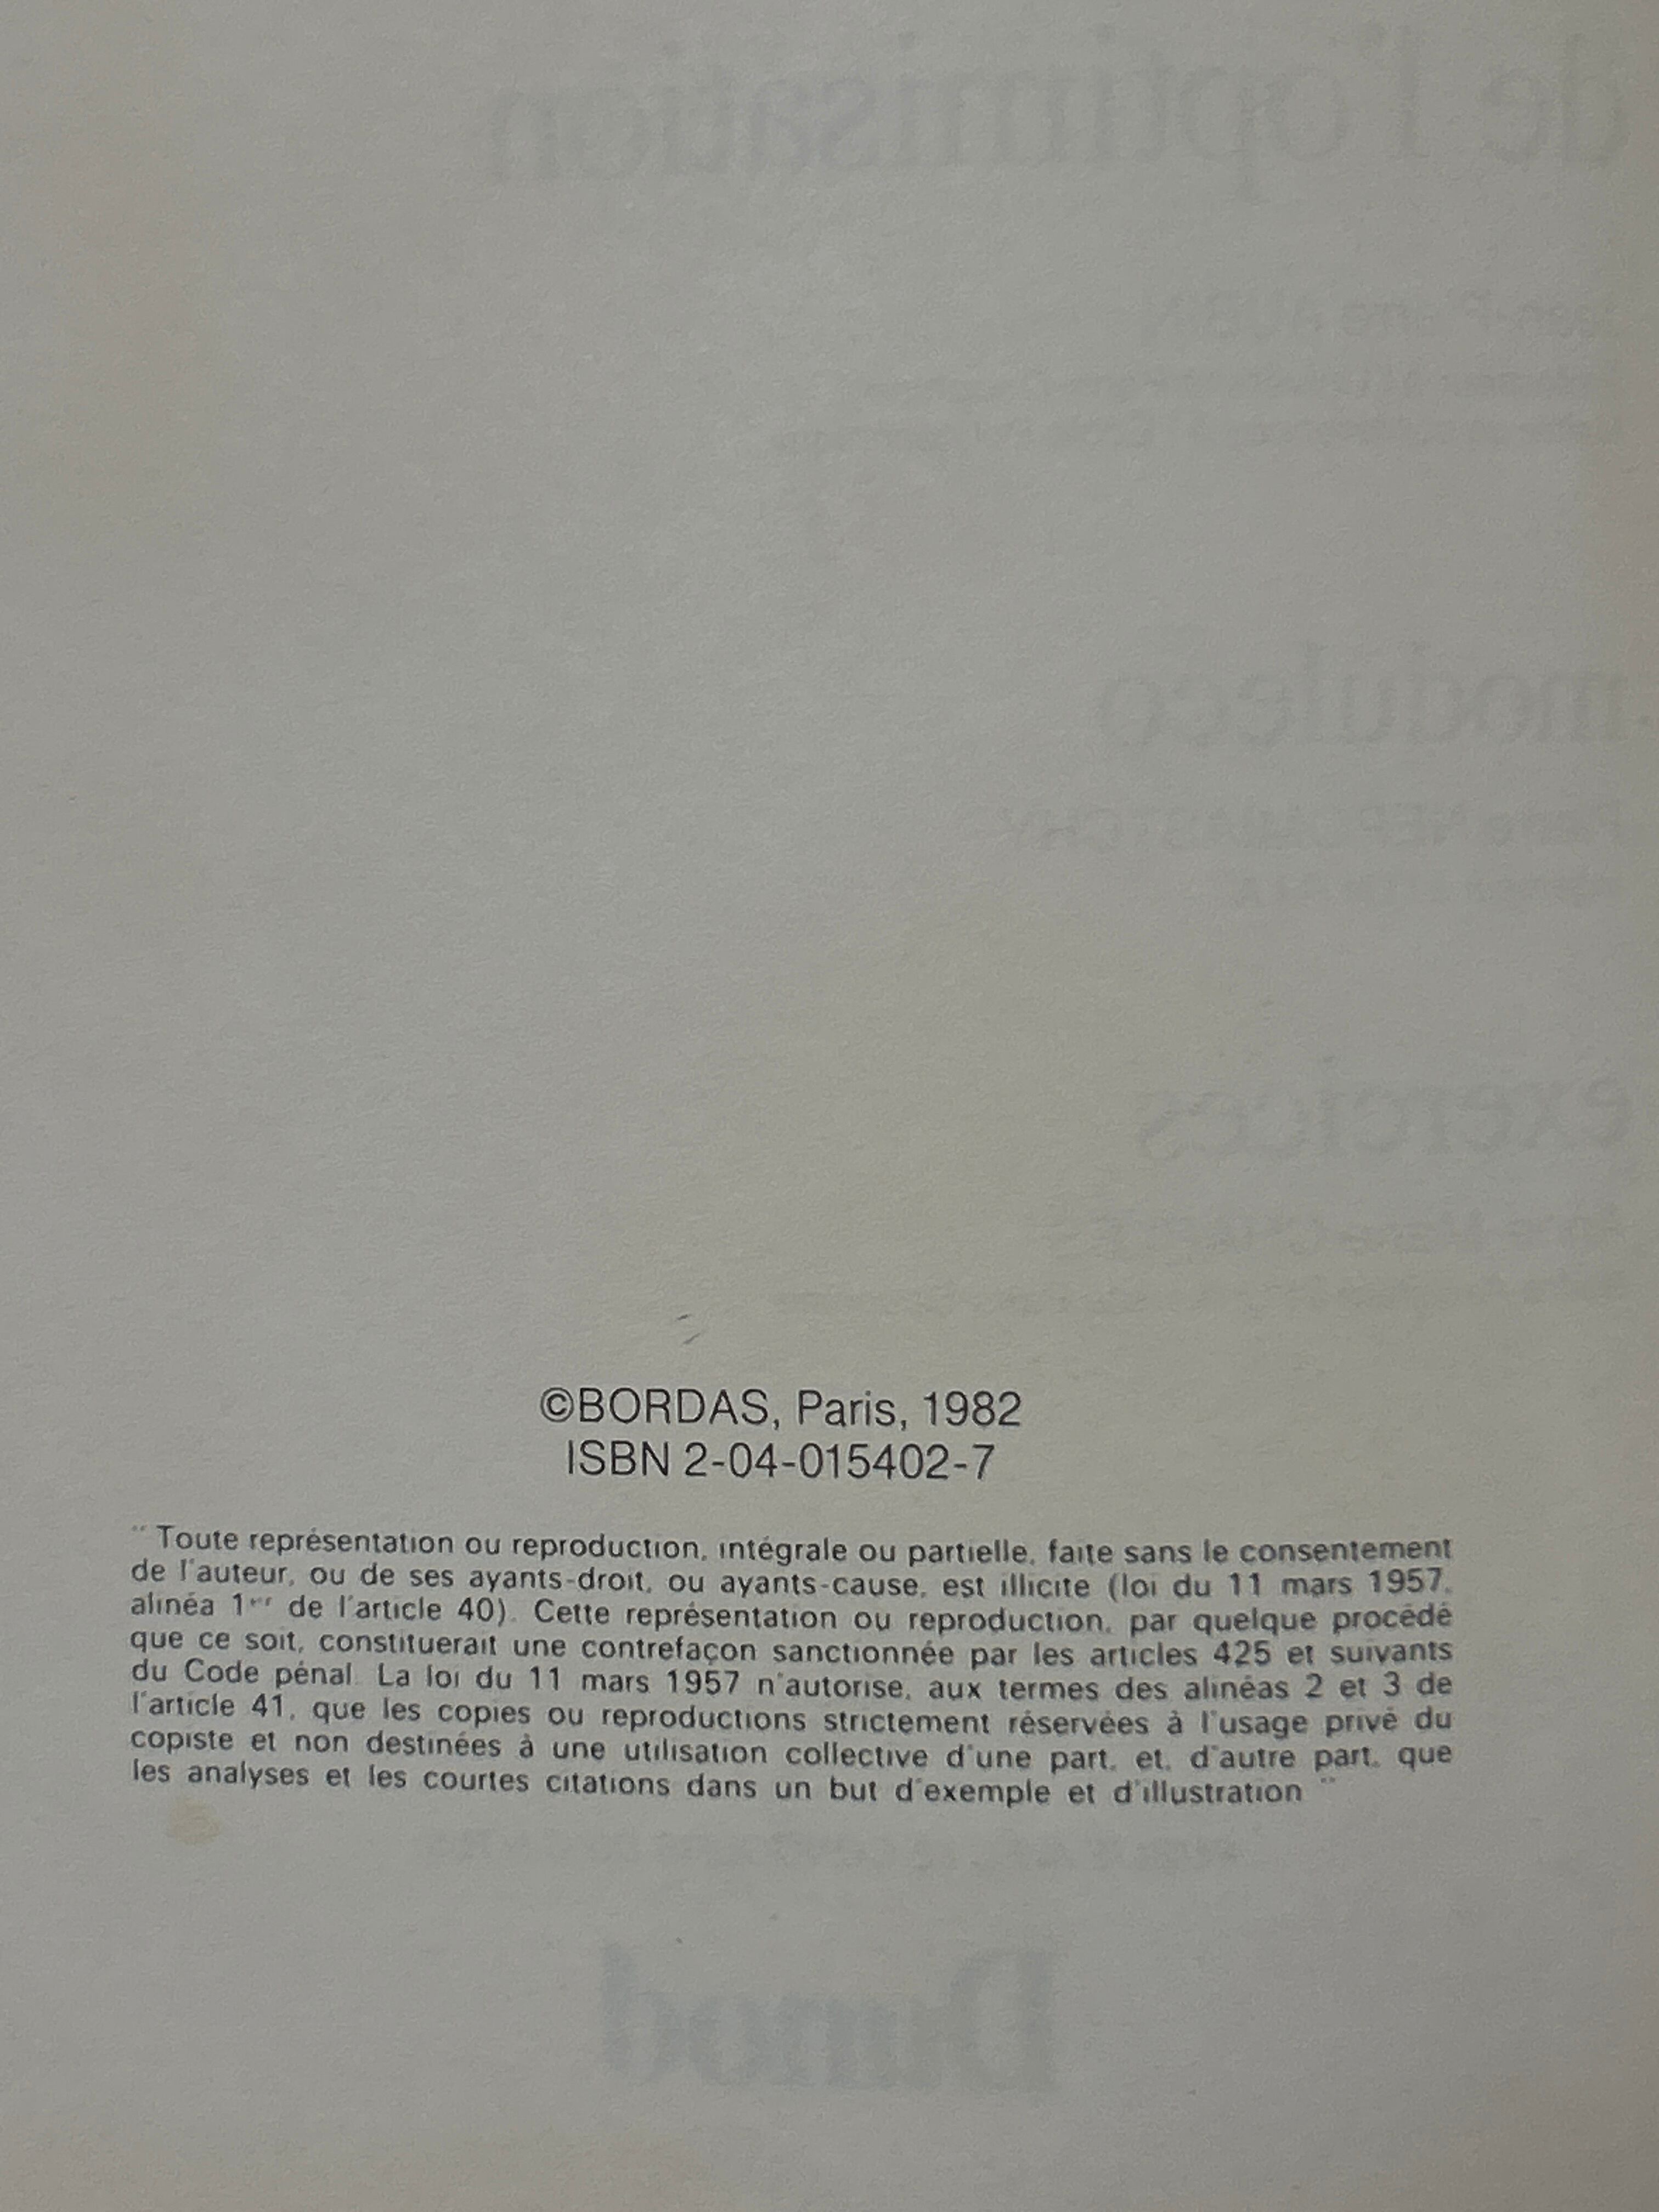 de l'optimisation
moduleco
exercices
©BORDAS, Paris, 1982
ISBN 2-04-015402-7
" Toute représentation ou reproduction, intégrale ou partielle, faite sans le consentement
de l'auteur, ou de ses ayants-droit, ou ayants-cause, est illicite (loi du 11 mars 1957,
alinéa 1er de l'article 40). Cette représentation ou reproduction, par quelque procédé
que ce soit, constituerait une contrefaçon sanctionnée par les articles 425 et suivants
du Code pénal. La loi du 11 mars 1957 n'autorise, aux termes des alinéas 2 et 3 de
l'article 41, que les copies ou reproductions strictement réservées à l'usage privé du
copiste et non destinées à une utilisation collective d'une part, et, d'autre part, que
les analyses et les courtes citations dans un but d'exemple et d'illustration "
Dunod